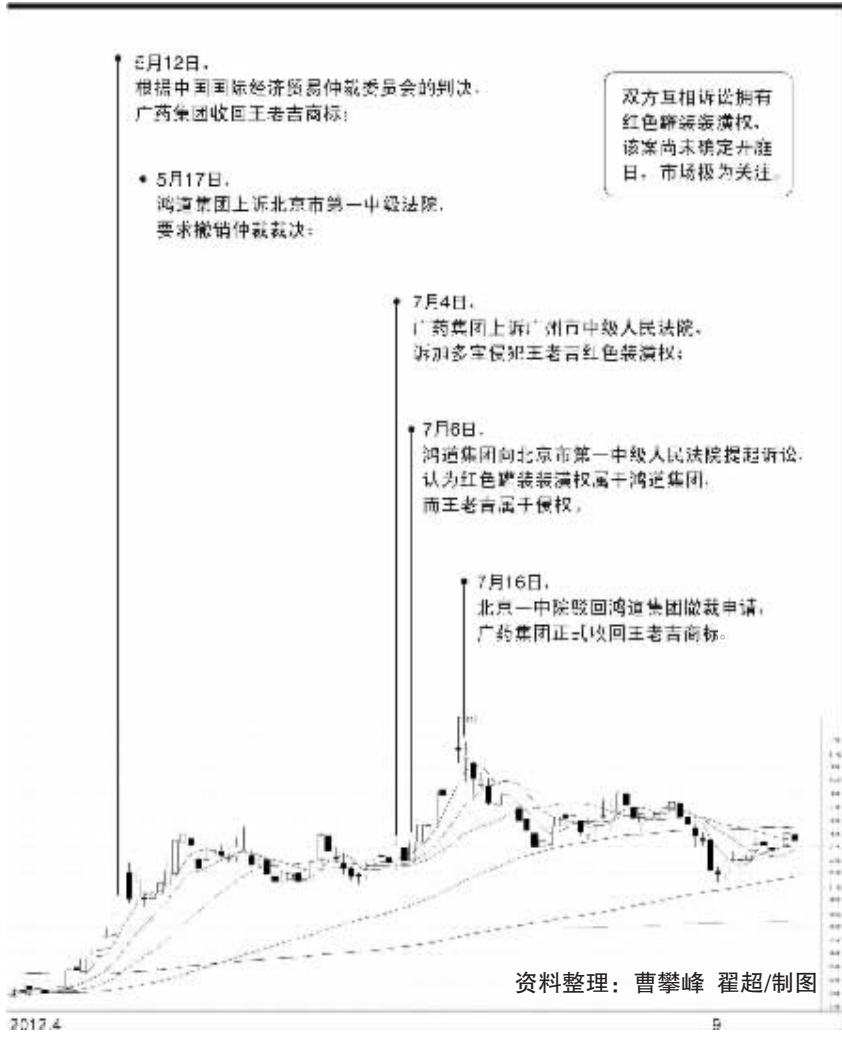 5月12日，
根据中国国际经济贸易仲裁委员会的判决，
广药集团收回王老吉商标；
双方互相诉讼拥有
红色罐装装潢权，
该案尚未确定开庭
日，市场极为关注。
5月17日，
鸿道集团上诉北京市第一中级法院，
要求撤销仲裁裁决；
7月4日，
广药集团上诉广州市中级人民法院，
诉加多宝侵犯王老吉红色装潢权；
7月6日，
鸿道集团向北京市第一中级人民法院提起诉讼，
认为红色罐装装潢权属于鸿道集团，
而王老吉属于侵权。
7月16日，
北京一中院驳回鸿道集团撤裁申请，
广药集团正式收回王老吉商标。
资料整理：曹攀峰 翟超/制图
2012.4
9